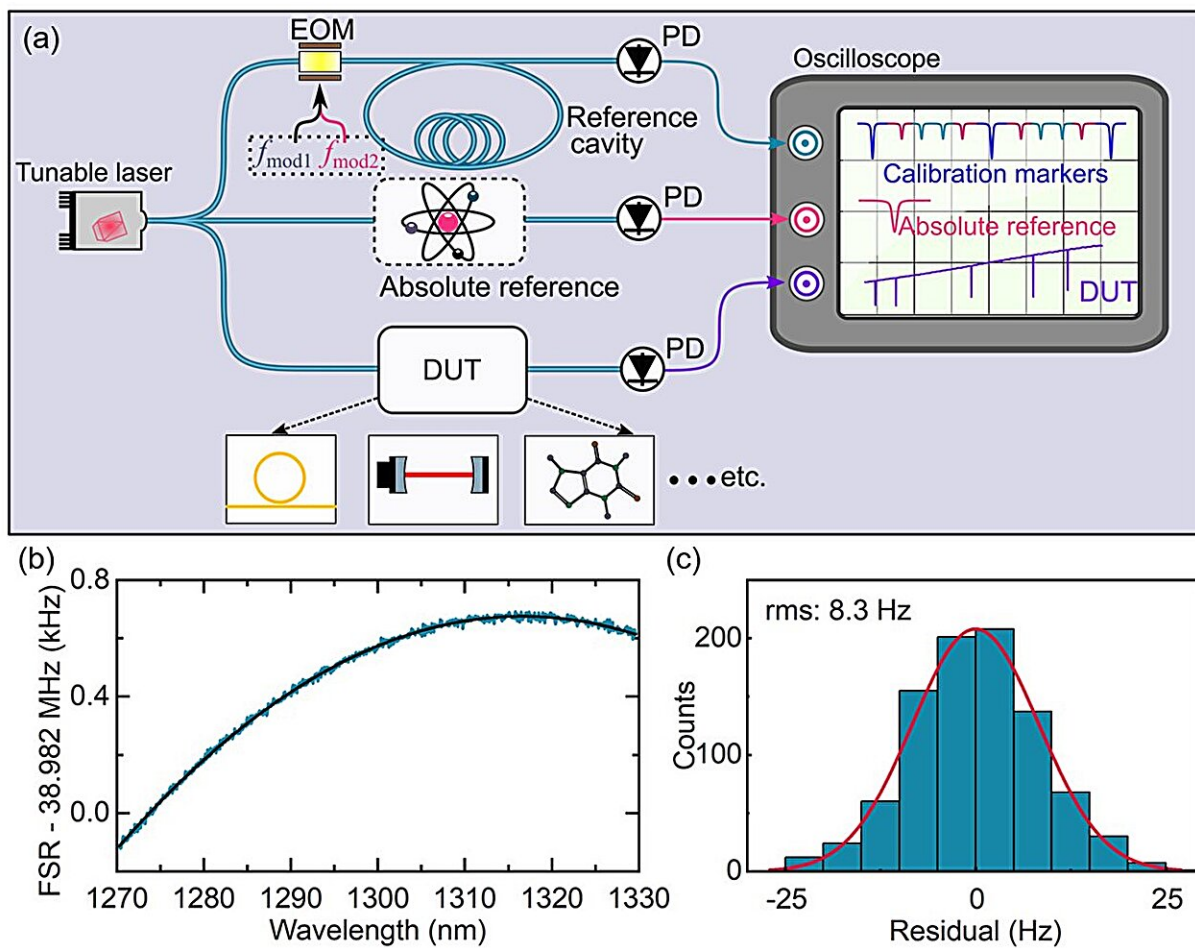 (a)
EOM
PD
Oscilloscope
Reference
cavity
fmod1 fmod2
Tunable laser
Calibration markers
PD
Absolute reference
Absolute reference
DUT
PD
DUT
etc.
(b)
FSR - 38.982 MHz (kHz)
0.8
0.4
0.0
1270 1280 1290 1300 1310 1320 1330
Wavelength (nm)
(c)
rms: 8.3 Hz
Counts
200
100
0
-25 0 25
Residual (Hz)